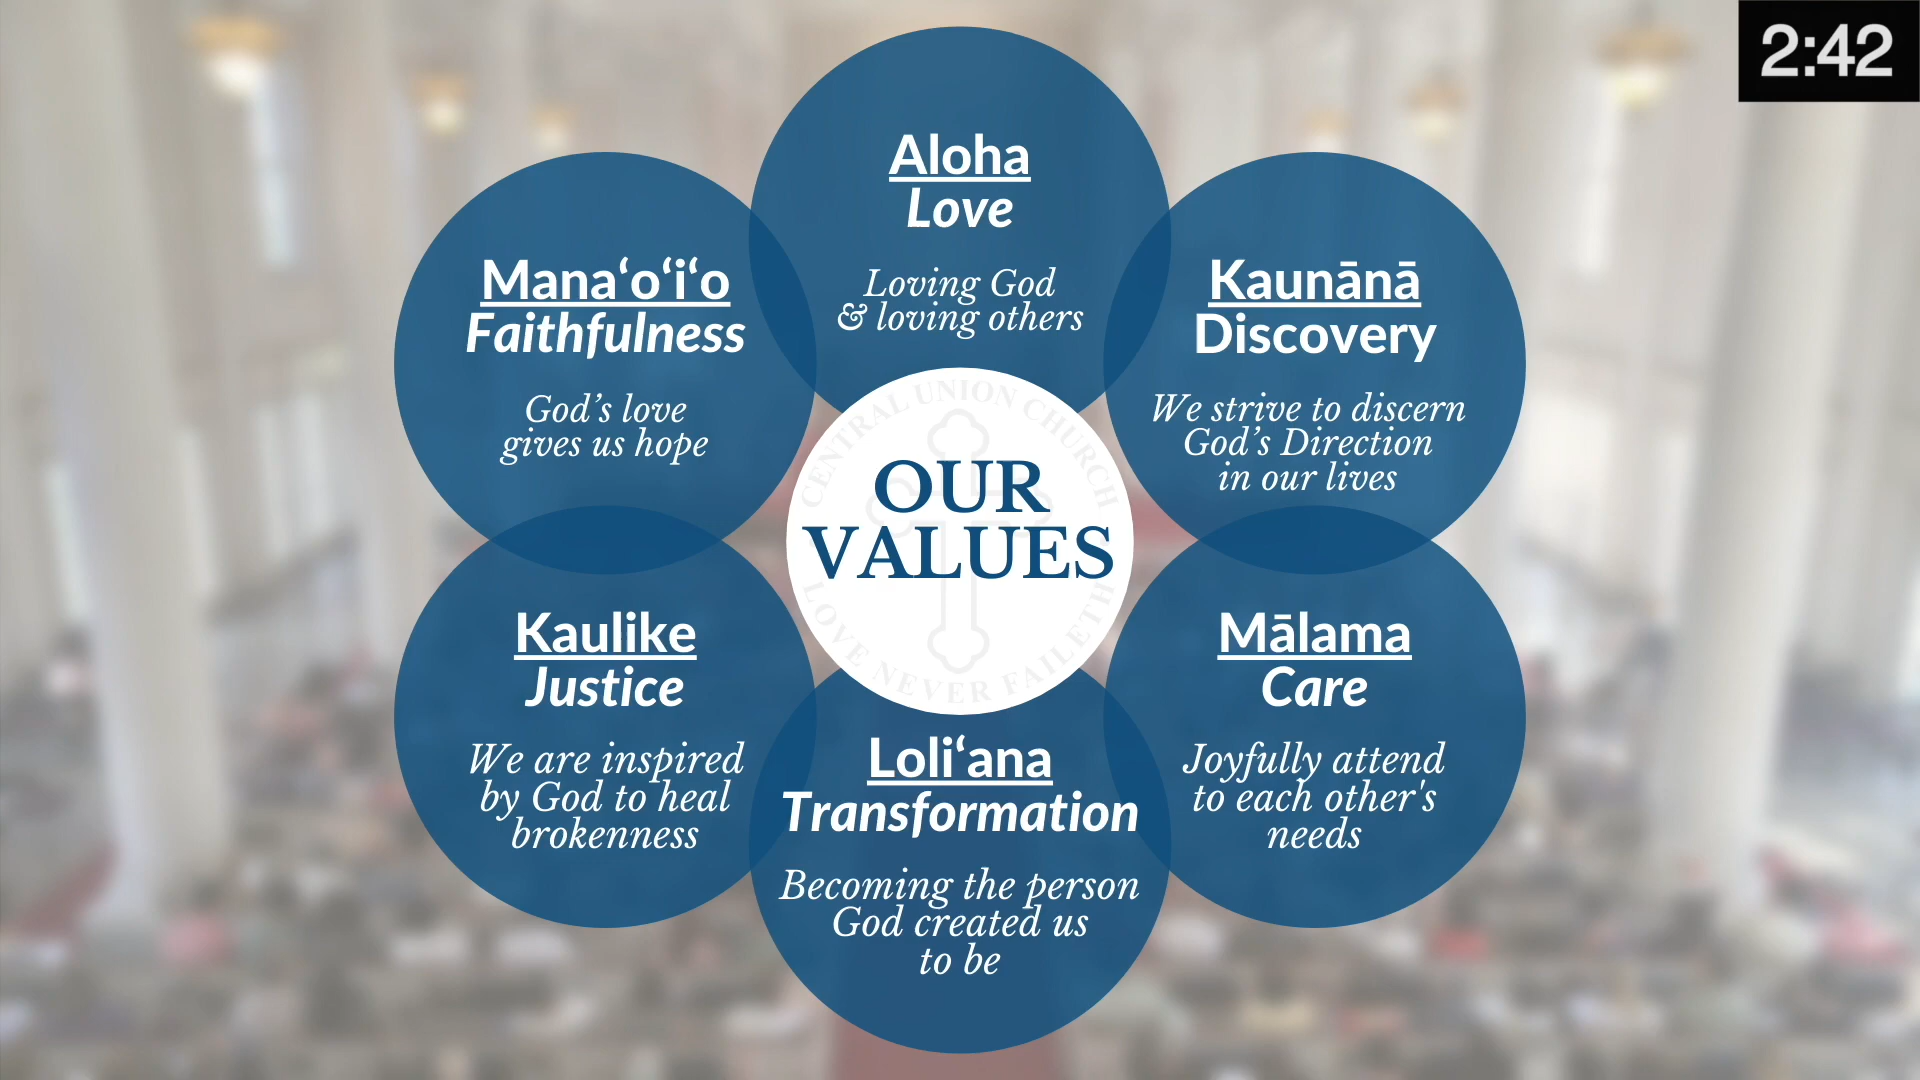 2:42
Aloha
Love
Loving God
& loving others
Manaʻoʻiʻo
Faithfulness
God’s love
gives us hope
Kaunānā
Discovery
We strive to discern
God’s Direction
in our lives
CENTRAL UNION CHURCH
OUR
VALUES
LOVE NEVER FAILETH
Kaulike
Justice
We are inspired
by God to heal
brokenness
Mālama
Care
Joyfully attend
to each other's
needs
Loliʻana
Transformation
Becoming the person
God created us
to be